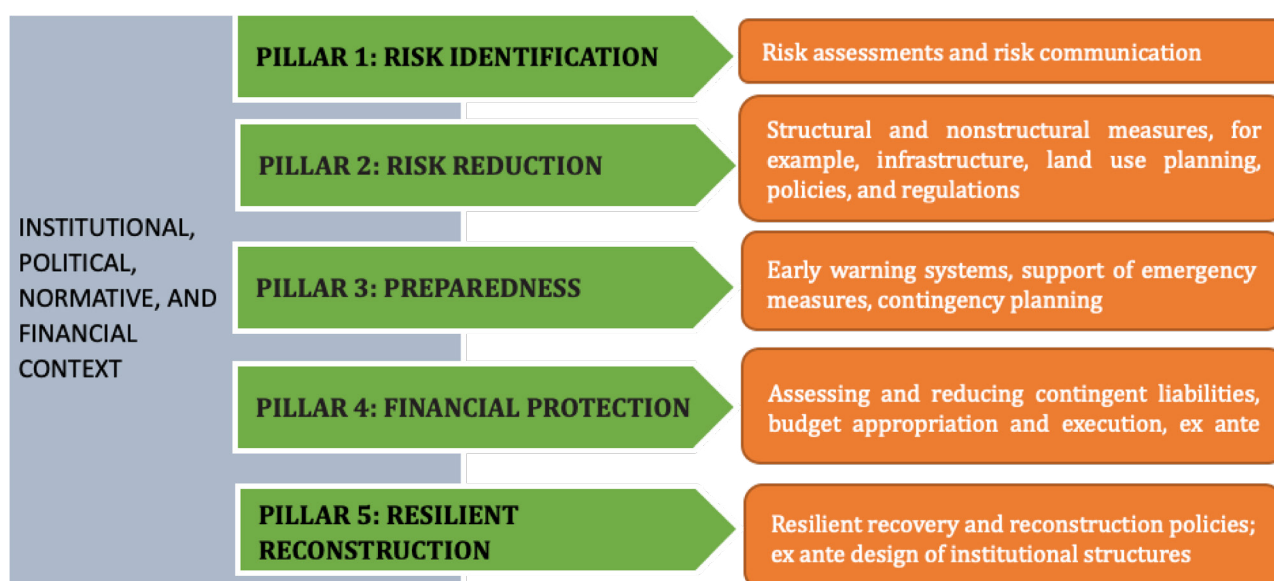 INSTITUTIONAL,
POLITICAL,
NORMATIVE, AND
FINANCIAL
CONTEXT
PILLAR 1: RISK IDENTIFICATION
Risk assessments and risk communication
PILLAR 2: RISK REDUCTION
Structural and nonstructural measures, for
example, infrastructure, land use planning,
policies, and regulations
PILLAR 3: PREPAREDNESS
Early warning systems, support of emergency
measures, contingency planning
PILLAR 4: FINANCIAL PROTECTION
Assessing and reducing contingent liabilities,
budget appropriation and execution, ex ante
PILLAR 5: RESILIENT
RECONSTRUCTION
Resilient recovery and reconstruction policies;
ex ante design of institutional structures